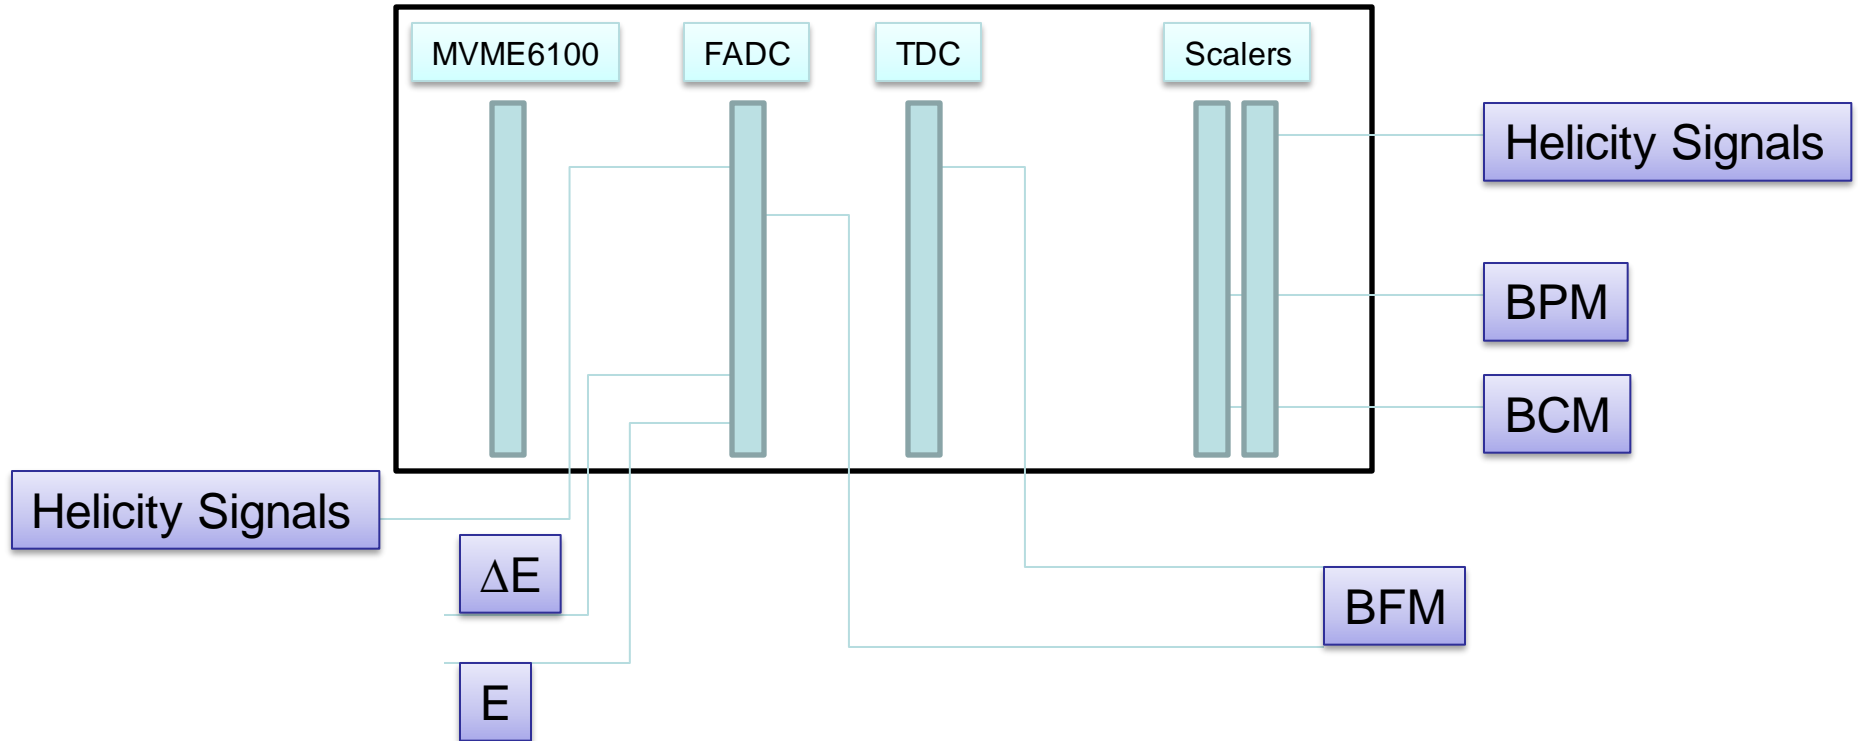 MVME6100
FADC
TDC
Scalers
Helicity Signals
BPM
BCM
Helicity Signals
ΔE
BFM
E